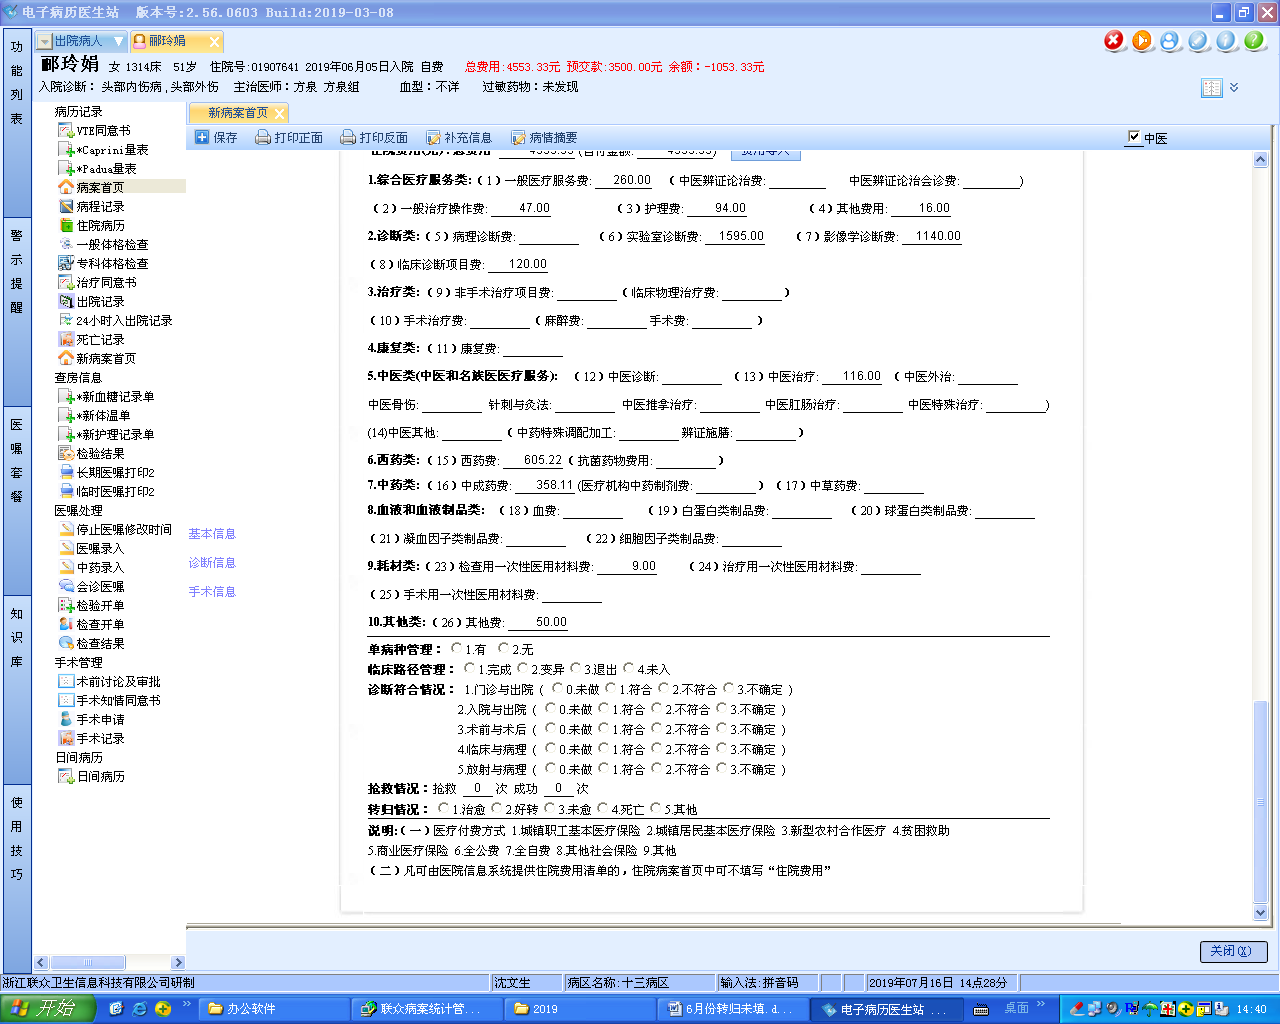 电子病历医生站 版本号:2.56.0603 Build:2019-03-08
功能列表
警示提醒
医嘱套餐
知识库
使用技巧
出院病人
郦玲娟
郦玲娟 女 1314床 51岁 住院号:01907641 2019年06月05日入院 自费 总费用:4553.33元 预交款:3500.00元 余额:-1053.33元
入院诊断: 头部内伤病,头部外伤 主治医师:方泉 方泉组 血型:不详 过敏药物:未发现
病历记录
VTE同意书
*Caprini量表
*Padua量表
病案首页
病程记录
住院病历
一般体格检查
专科体格检查
治疗同意书
出院记录
24小时入出院记录
死亡记录
新病案首页
查房信息
*新血糖记录单
*新体温单
*新护理记录单
检验结果
长期医嘱打印2
临时医嘱打印2
医嘱处理
停止医嘱修改时间
医嘱录入
中药录入
会诊医嘱
检验开单
检查开单
检查结果
手术管理
术前讨论及审批
手术知情同意书
手术申请
手术记录
日间病历
日间病历
新病案首页
保存 打印正面 打印反面 补充信息 病情摘要 中医
基本信息
诊断信息
手术信息
1.综合医疗服务类:(1)一般医疗服务费: 260.00 (中医辨证论治费: 中医辨证论治会诊费: )
(2)一般治疗操作费: 47.00 (3)护理费: 94.00 (4)其他费用: 16.00
2.诊断类:(5)病理诊断费: (6)实验室诊断费: 1595.00 (7)影像学诊断费: 1140.00
(8)临床诊断项目费: 120.00
3.治疗类:(9)非手术治疗项目费: (临床物理治疗费: )
(10)手术治疗费: (麻醉费: 手术费: )
4.康复类:(11)康复费:
5.中医类(中医和名族医医疗服务): (12)中医诊断: (13)中医治疗: 116.00 (中医外治:
中医骨伤: 针刺与灸法: 中医推拿治疗: 中医肛肠治疗: 中医特殊治疗: )
(14)中医其他: (中药特殊调配加工: 辨证施膳: )
6.西药类:(15)西药费: 605.22 (抗菌药物费用: )
7.中药类:(16)中成药费: 358.11 (医疗机构中药制剂费: ) (17)中草药费:
8.血液和血液制品类: (18)血费: (19)白蛋白类制品费: (20)球蛋白类制品费:
(21)凝血因子类制品费: (22)细胞因子类制品费:
9.耗材类:(23)检查用一次性医用材料费: 9.00 (24)治疗用一次性医用材料费:
(25)手术用一次性医用材料费:
10.其他类:(26)其他费: 50.00
单病种管理: 1.有 2.无
临床路径管理: 1.完成 2.变异 3.退出 4.未入
诊断符合情况: 1.门诊与出院 ( 0.未做 1.符合 2.不符合 3.不确定 )
2.入院与出院 ( 0.未做 1.符合 2.不符合 3.不确定 )
3.术前与术后 ( 0.未做 1.符合 2.不符合 3.不确定 )
4.临床与病理 ( 0.未做 1.符合 2.不符合 3.不确定 )
5.放射与病理 ( 0.未做 1.符合 2.不符合 3.不确定 )
抢救情况:抢救 0 次 成功 0 次
转归情况: 1.治愈 2.好转 3.未愈 4.死亡 5.其他
说明:(一)医疗付费方式 1.城镇职工基本医疗保险 2.城镇居民基本医疗保险 3.新型农村合作医疗 4.贫困救助
5.商业医疗保险 6.全公费 7.全自费 8.其他社会保险 9.其他
(二)凡可由医院信息系统提供住院费用清单的,住院病案首页中可不填写“住院费用”
关闭(X)
浙江联众卫生信息科技有限公司研制 沈文生 病区名称:十三病区 输入法:拼音码 2019年07月16日 14点28分
开始 办公软件 联众病案统计管... 2019 6月份转归未填.d... 电子病历医生站 ... 桌面 14:40